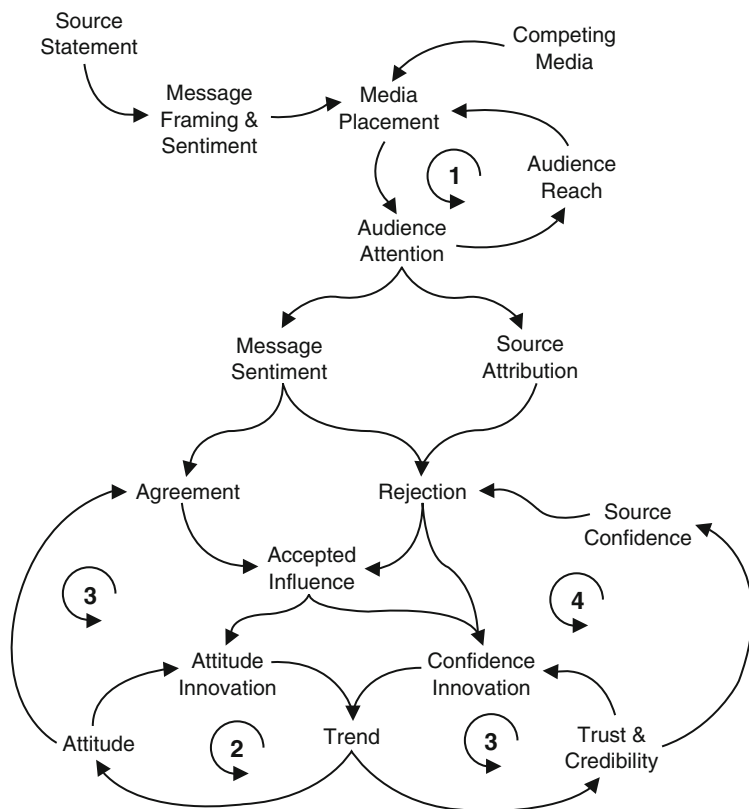 Source
Statement
Competing
Media
Message
Framing &
Sentiment
Media
Placement
1
Audience
Reach
Audience
Attention
Message
Sentiment
Source
Attribution
Agreement
Rejection
Source
Confidence
Accepted
Influence
3
4
Attitude
Innovation
Confidence
Innovation
Attitude
2
Trend
3
Trust &
Credibility